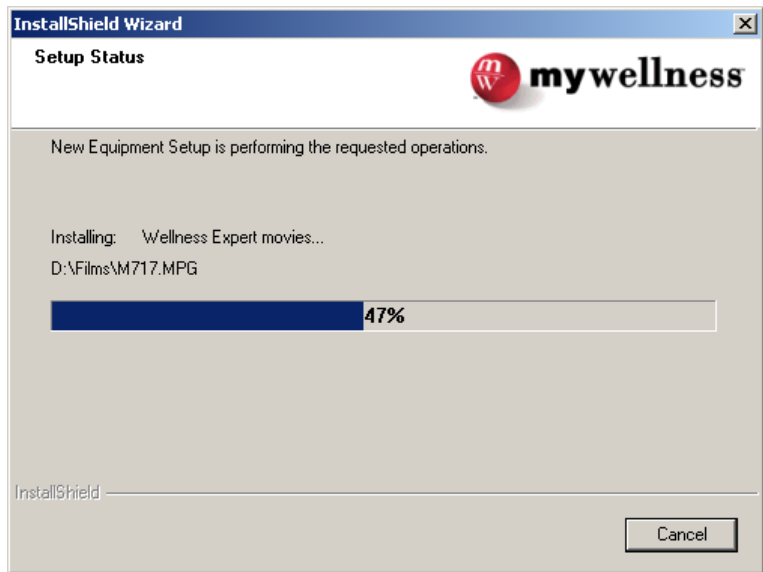 InstallShield Wizard
Setup Status
mw mywellness
New Equipment Setup is performing the requested operations.
Installing: Wellness Expert movies...
D:\Films\M717.MPG
47%
InstallShield
Cancel